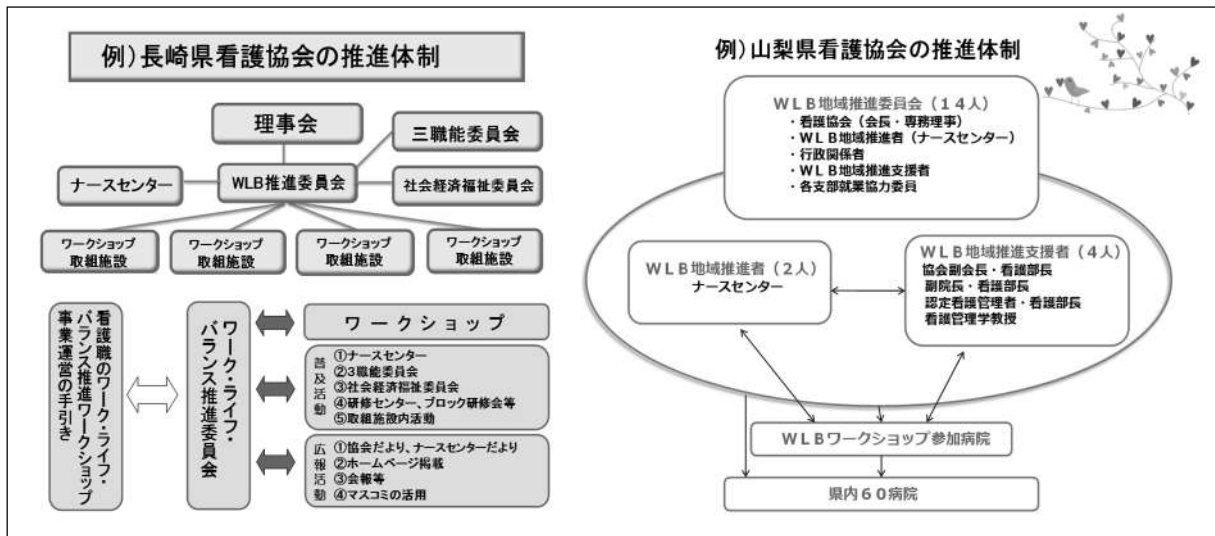 例）長崎県看護協会の推進体制
理事会
三職能委員会
ナースセンター
WLB推進委員会
社会経済福祉委員会
ワークショップ
取組施設
ワークショップ
取組施設
ワークショップ
取組施設
ワークショップ
取組施設
看護職のワーク・ライフ・
バランス推進ワークショップ
事業運営の手引き
ワーク・ライフ・
バランス推進委員会
ワークショップ
普及活動
①ナースセンター
②3職能委員会
③社会経済福祉委員会
④研修センター、ブロック研修会等
⑤取組施設内活動
広報活動
①協会だより、ナースセンターだより
②ホームページ掲載
③会報等
④マスコミの活用
例）山梨県看護協会の推進体制
ＷＬＢ地域推進委員会（１４人）
・看護協会（会長・専務理事）
・ＷＬＢ地域推進者（ナースセンター）
・行政関係者
・ＷＬＢ地域推進支援者
・各支部就業協力委員
ＷＬＢ地域推進者（２人）
ナースセンター
ＷＬＢ地域推進支援者（４人）
協会副会長・看護部長
副院長・看護部長
認定看護管理者・看護部長
看護管理学教授
ＷＬＢワークショップ参加病院
県内６０病院